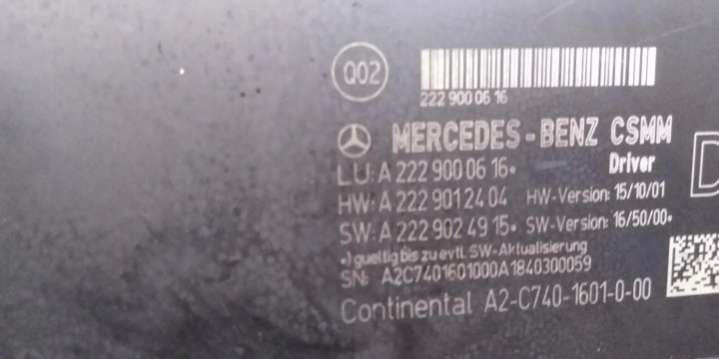 Q02
222 900 06 16
MERCEDES-BENZ CSMM
Driver
LU: A 222 900 06 16*
HW: A 222 901 24 04 HW-Version: 15/10/01
SW: A 222 902 49 15* SW-Version: 16/50/00*
*) gueltig bis zu evtl. SW-Aktualisierung
SN: A2C7401601000A1840300059
Continental A2-C740-1601-0-00
D